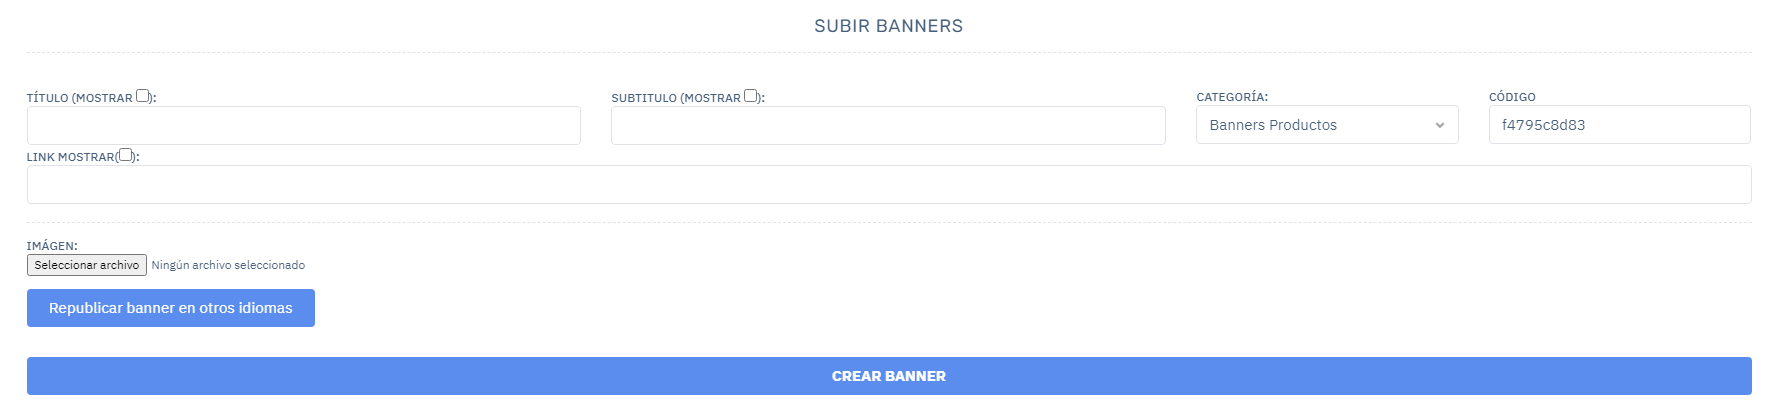 SUBIR BANNERS
TÍTULO (MOSTRAR ):
SUBTITULO (MOSTRAR ):
CATEGORÍA:
CÓDIGO
Banners Productos
f4795c8d83
LINK MOSTRAR( ):
IMÁGEN:
Seleccionar archivo Ningún archivo seleccionado
Republicar banner en otros idiomas
CREAR BANNER